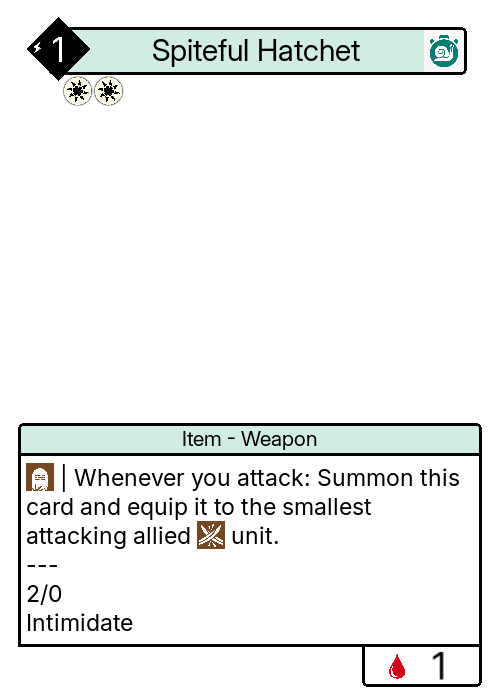 1 Spiteful Hatchet
Item - Weapon
| Whenever you attack: Summon this
card and equip it to the smallest
attacking allied unit.
---
2/0
Intimidate
1